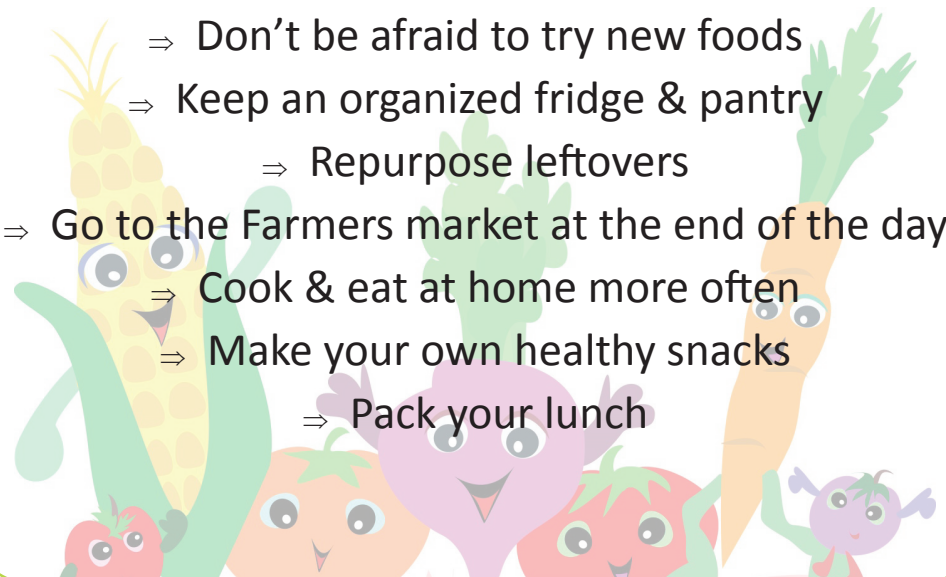 ⇒ Don’t be afraid to try new foods
⇒ Keep an organized fridge & pantry
⇒ Repurpose leftovers
⇒ Go to the Farmers market at the end of the day
⇒ Cook & eat at home more often
⇒ Make your own healthy snacks
⇒ Pack your lunch